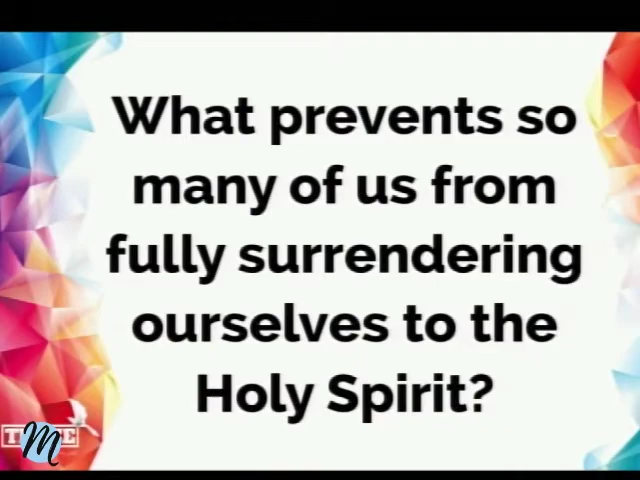 What prevents so
many of us from
fully surrendering
ourselves to the
Holy Spirit?
M